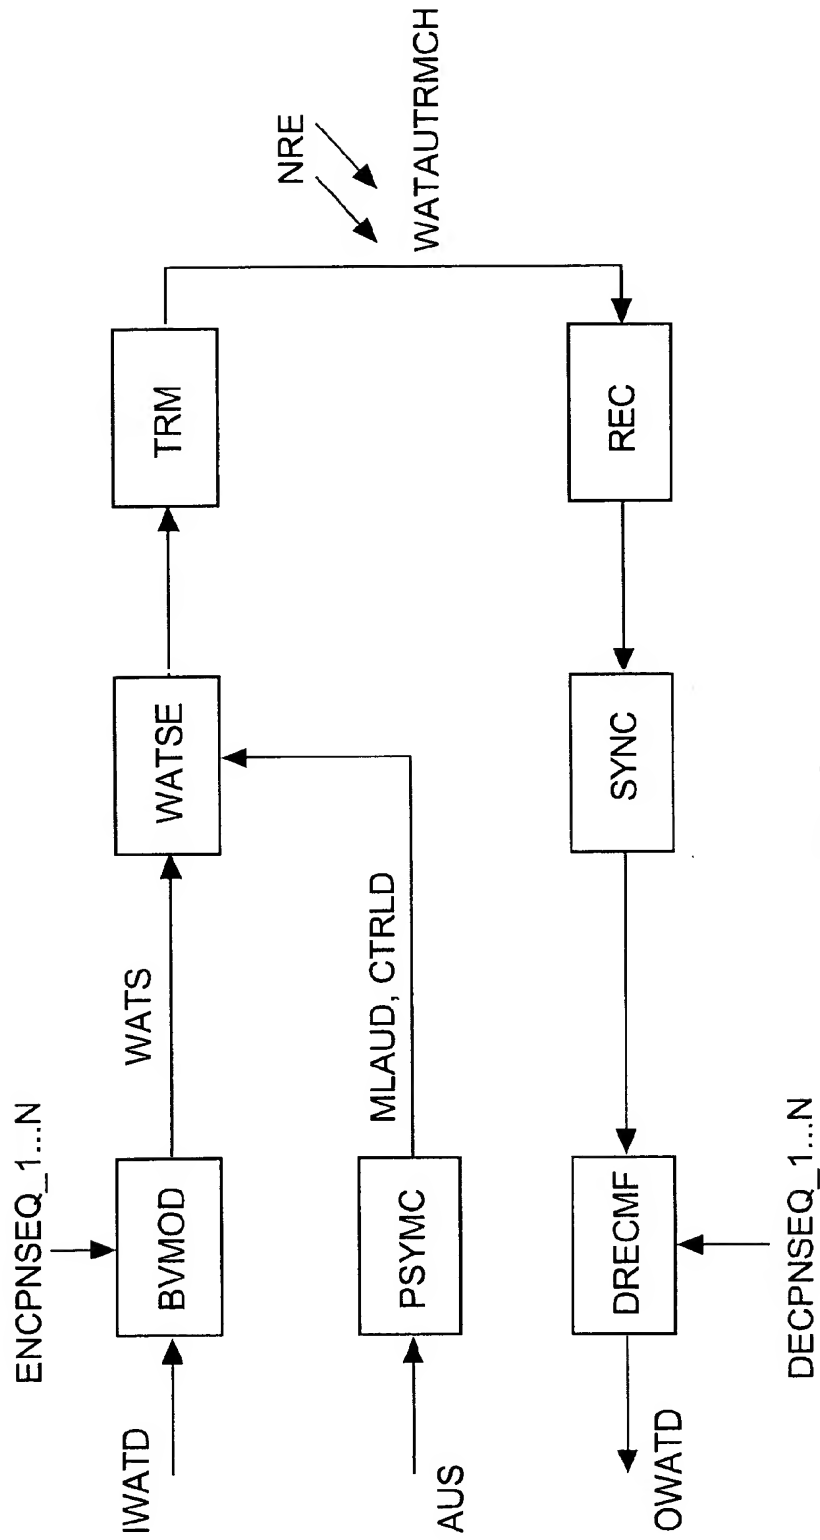 ENCPNSEQ_1...N
IWATD
BVMOD
WATS
WATSE
TRM
NRE
WATAUTRMCH
AUS
PSYMC
MLAUD, CTRLD
OWATD
DRECMF
SYNC
REC
DECPNSEQ_1...N